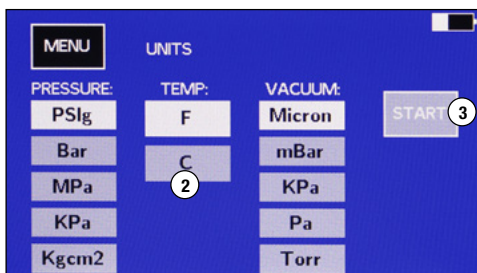 MENU
UNITS
PRESSURE: TEMP: VACUUM:
PSIg F Micron START 3
Bar C mBar
2
MPa KPa
KPa Pa
Kgcm2 Torr